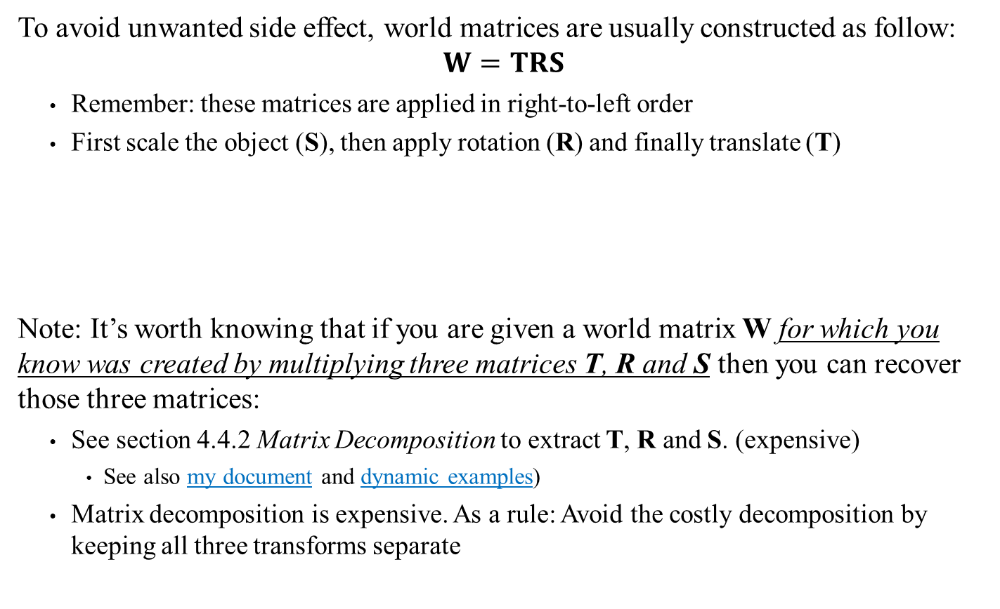 To avoid unwanted side effect, world matrices are usually constructed as follow:
W = TRS
• Remember: these matrices are applied in right-to-left order
• First scale the object (S), then apply rotation (R) and finally translate (T)
Note: It’s worth knowing that if you are given a world matrix W for which you
know was created by multiplying three matrices T, R and S then you can recover
those three matrices:
• See section 4.4.2 Matrix Decomposition to extract T, R and S. (expensive)
• See also my document and dynamic examples)
• Matrix decomposition is expensive. As a rule: Avoid the costly decomposition by
keeping all three transforms separate